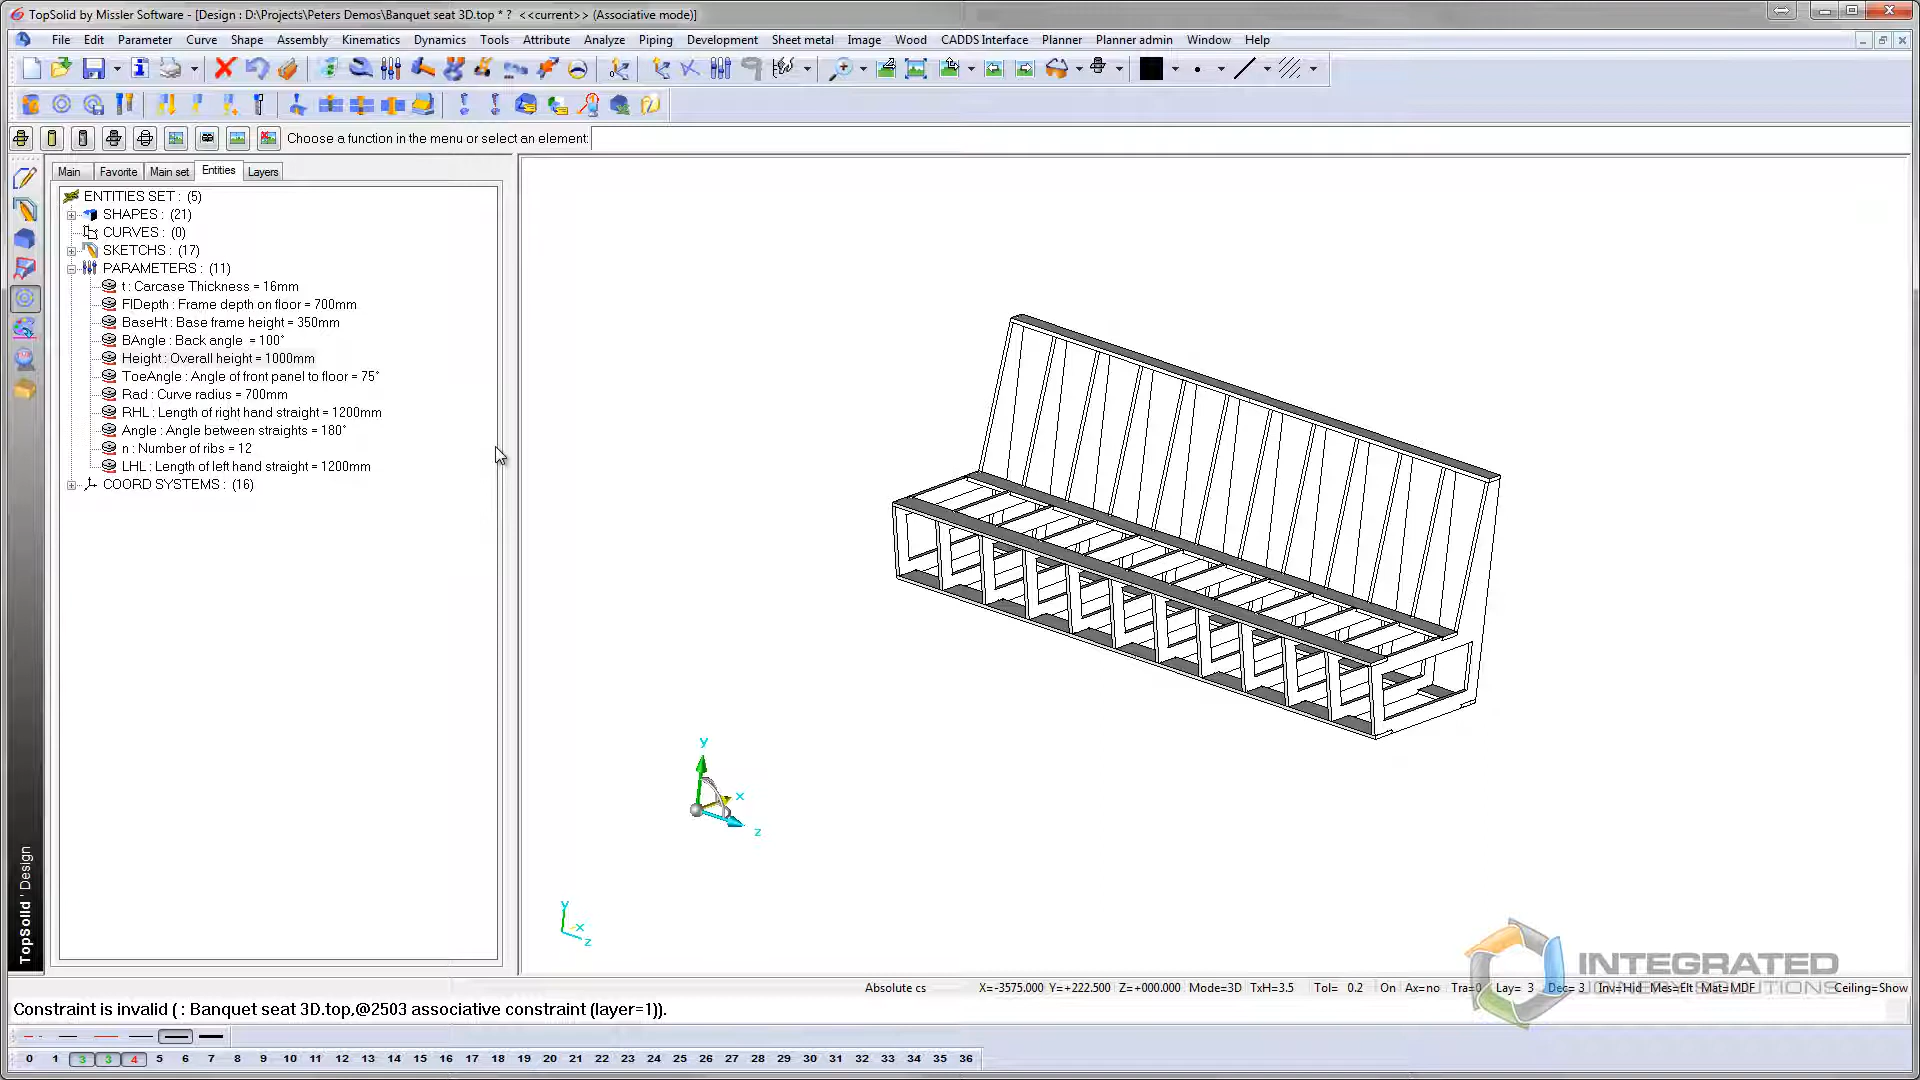 TopSolid by Missler Software - [Design : D:\Projects\Peters Demos\Banquet seat 3D.top * ?  <<current>> (Associative mode)]
File Edit Parameter Curve Shape Assembly Kinematics Dynamics Tools Attribute Analyze Piping Development Sheet metal Image Wood CADDS Interface Planner Planner admin Window Help
Choose a function in the menu or select an element:
Main Favorite Main set Entities Layers
ENTITIES SET : (5)
SHAPES : (21)
CURVES : (0)
SKETCHS : (17)
PARAMETERS : (11)
t : Carcase Thickness = 16mm
FlDepth : Frame depth on floor = 700mm
BaseHt : Base frame height = 350mm
BAngle : Back angle = 100°
Height : Overall height = 1000mm
ToeAngle : Angle of front panel to floor = 75°
Rad : Curve radius = 700mm
RHL : Length of right hand straight = 1200mm
Angle : Angle between straights = 180°
n : Number of ribs = 12
LHL : Length of left hand straight = 1200mm
COORD SYSTEMS : (16)
y
x
z
y
x
z
TopSolid ' Design
INTEGRATED
Absolute cs X=-3575.000 Y=+222.500 Z=+000.000 Mode=3D TxH=3.5 Tol= 0.2 On Ax=no Tra=0 Lay= 3 Dec= 3 Inv=Hid Mes=Elt Mat=MDF Ceiling=Show
Constraint is invalid ( : Banquet seat 3D.top,@2503 associative constraint (layer=1)).
0 1 2 3 4 5 6 7 8 9 10 11 12 13 14 15 16 17 18 19 20 21 22 23 24 25 26 27 28 29 30 31 32 33 34 35 36